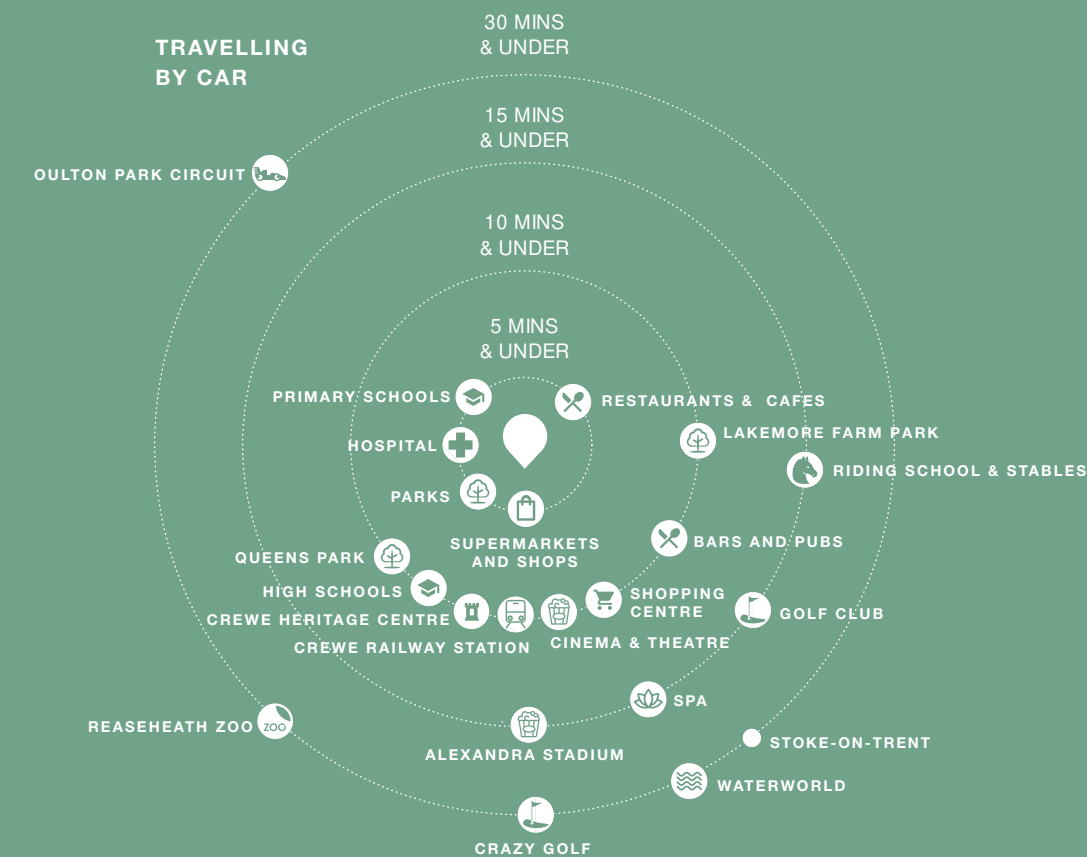 30 MINS
& UNDER
TRAVELLING
BY CAR
15 MINS
& UNDER
OULTON PARK CIRCUIT
10 MINS
& UNDER
5 MINS
& UNDER
PRIMARY SCHOOLS
RESTAURANTS & CAFES
LAKEMORE FARM PARK
HOSPITAL
RIDING SCHOOL & STABLES
PARKS
SUPERMARKETS
AND SHOPS
BARS AND PUBS
QUEENS PARK
HIGH SCHOOLS
SHOPPING
CENTRE
GOLF CLUB
CREWE HERITAGE CENTRE
CINEMA & THEATRE
CREWE RAILWAY STATION
SPA
REASEHEATH ZOO
ZOO
ALEXANDRA STADIUM
STOKE-ON-TRENT
WATERWORLD
CRAZY GOLF